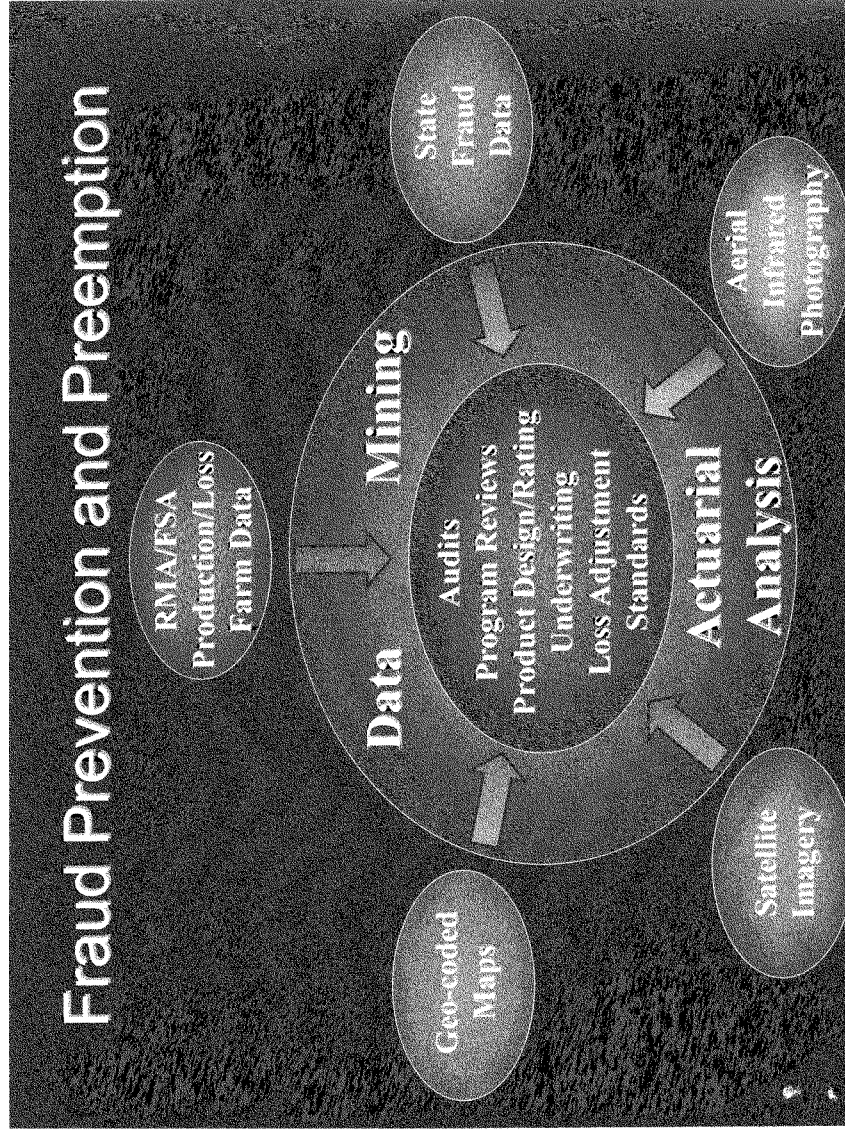 Fraud Prevention and Preemption
RMA/FSA
Production/Loss
Farm Data
Geo-coded
Maps
State
Fraud
Data
Data Mining
Audits
Program Reviews
Product Design/Rating
Underwriting
Loss Adjustment
Standards
Actuarial
Analysis
Satellite
Imagery
Aerial
Infrared
Photography